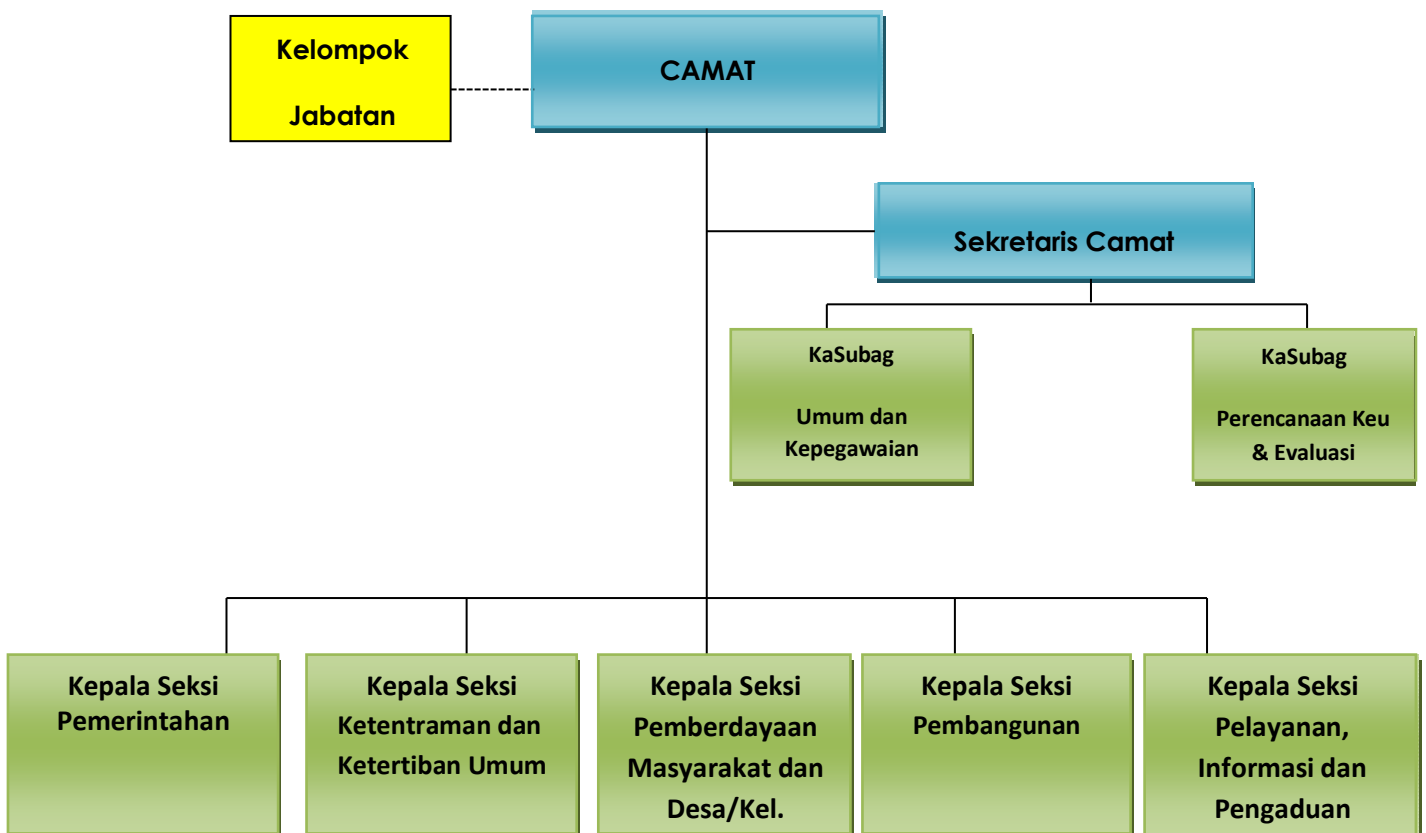 Kelompok
Jabatan
CAMAT
Sekretaris Camat
KaSubag
Umum dan
Kepegawaian
KaSubag
Perencanaan Keu
& Evaluasi
Kepala Seksi
Pemerintahan
Kepala Seksi
Ketentraman dan
Ketertiban Umum
Kepala Seksi
Pemberdayaan
Masyarakat dan
Desa/Kel.
Kepala Seksi
Pembangunan
Kepala Seksi
Pelayanan,
Informasi dan
Pengaduan